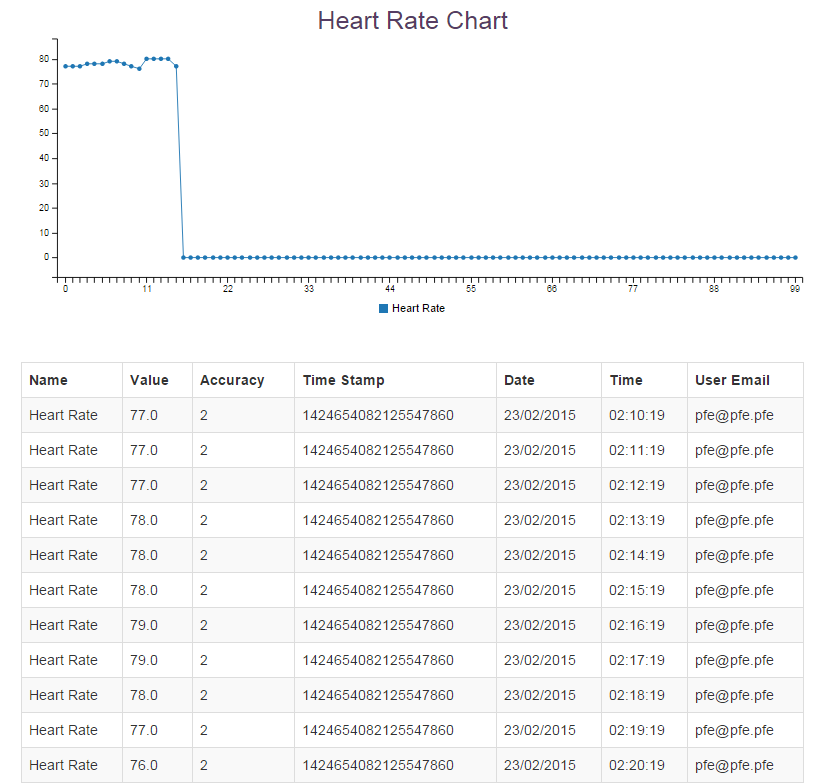 Heart Rate Chart
80
70
60
50
40
30
20
10
0
0 11 22 33 44 55 66 77 88 99
Heart Rate
Name Value Accuracy Time Stamp Date Time User Email
Heart Rate 77.0 2 1424654082125547860 23/02/2015 02:10:19 pfe@pfe.pfe
Heart Rate 77.0 2 1424654082125547860 23/02/2015 02:11:19 pfe@pfe.pfe
Heart Rate 77.0 2 1424654082125547860 23/02/2015 02:12:19 pfe@pfe.pfe
Heart Rate 78.0 2 1424654082125547860 23/02/2015 02:13:19 pfe@pfe.pfe
Heart Rate 78.0 2 1424654082125547860 23/02/2015 02:14:19 pfe@pfe.pfe
Heart Rate 78.0 2 1424654082125547860 23/02/2015 02:15:19 pfe@pfe.pfe
Heart Rate 79.0 2 1424654082125547860 23/02/2015 02:16:19 pfe@pfe.pfe
Heart Rate 79.0 2 1424654082125547860 23/02/2015 02:17:19 pfe@pfe.pfe
Heart Rate 78.0 2 1424654082125547860 23/02/2015 02:18:19 pfe@pfe.pfe
Heart Rate 77.0 2 1424654082125547860 23/02/2015 02:19:19 pfe@pfe.pfe
Heart Rate 76.0 2 1424654082125547860 23/02/2015 02:20:19 pfe@pfe.pfe